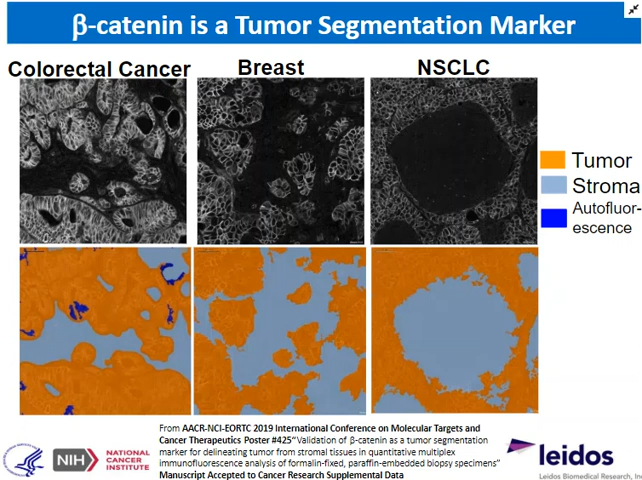 β-catenin is a Tumor Segmentation Marker
Colorectal Cancer
Breast
NSCLC
Tumor
Stroma
Autofluor-
escence
From AACR-NCI-EORTC 2019 International Conference on Molecular Targets and
Cancer Therapeutics Poster #425“Validation of β-catenin as a tumor segmentation
marker for delineating tumor from stromal tissues in quantitative multiplex
immunofluorescence analysis of formalin-fixed, paraffin-embedded biopsy specimens”
Manuscript Accepted to Cancer Research Supplemental Data
NIH
NATIONAL
CANCER
INSTITUTE
leidos
Leidos Biomedical Research, In